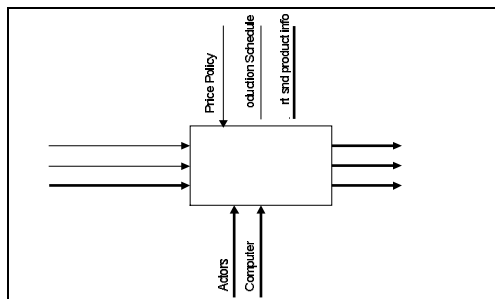 Price Policy
oduction Schedule
rt snd product info
Actors
Computer